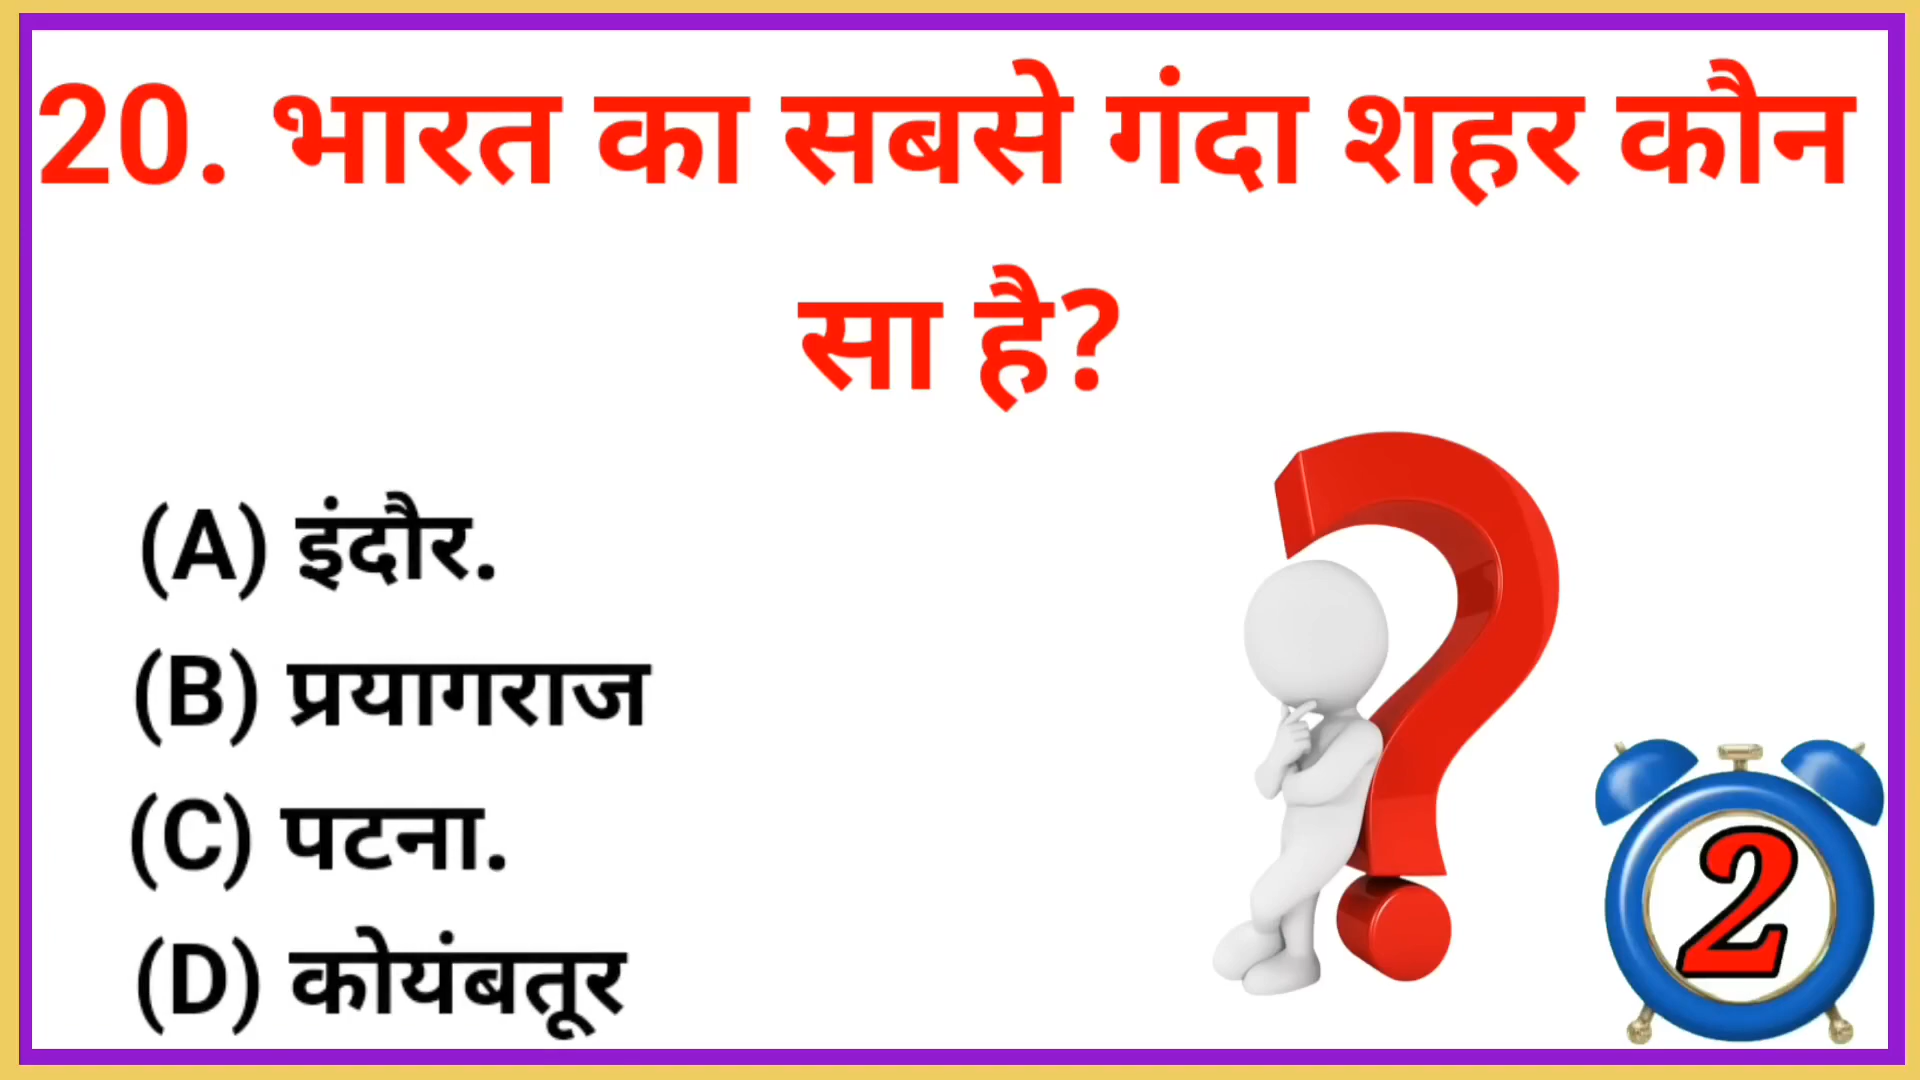 20. भारत का सबसे गंदा शहर कौन
सा है?
(A) इंदौर.
(B) प्रयागराज
(C) पटना.
(D) कोयंबतूर
2